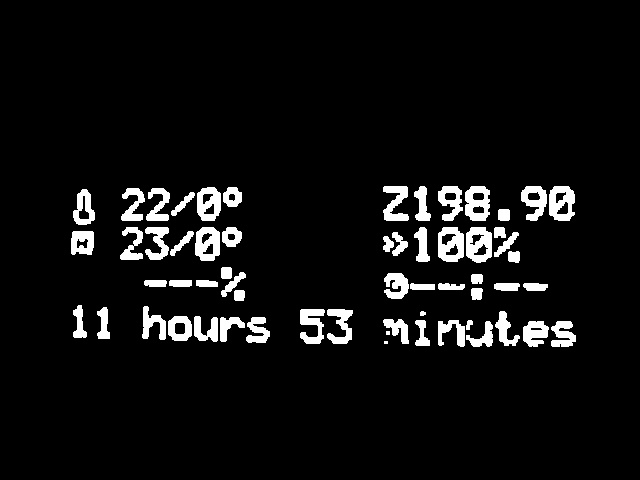 22/0° Z198.90
23/0° »100%
---% --:--
11 hours 53 minutes